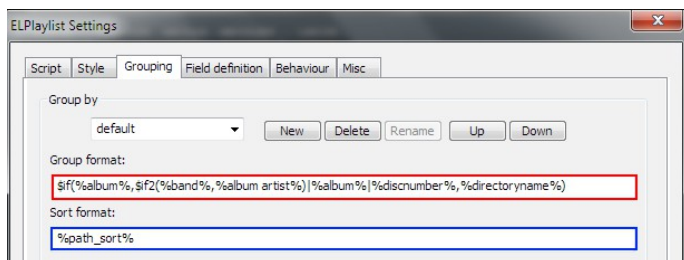 ELPlaylist Settings
x
Script Style Grouping Field definition Behaviour Misc
Group by
default New Delete Rename Up Down
Group format:
$if(%album%,$if2(%band%,%album artist%)|%album%|%discnumber%,%directoryname%)
Sort format:
%path_sort%